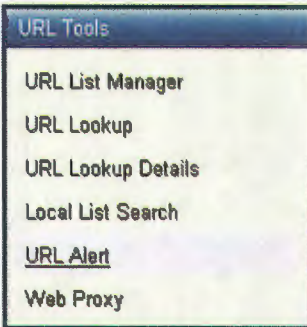 URL Tools
URL List Manager
URL Lookup
URL Lookup Details
Local List Search
URL Alert
Web Proxy